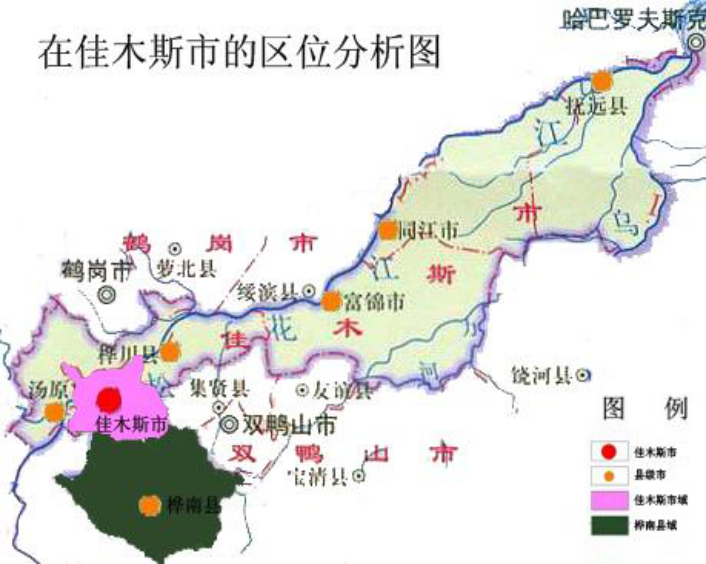 哈巴罗夫斯克
在佳木斯市的区位分析图
抚远县
江
市
乌
同江市
鹤岗市
萝北县
鹤岗市
江
斯
绥滨县
富锦市
佳
花
木
桦川县
河
饶河县
汤原
松
集贤县
友谊县
佳木斯市
双鸭山市
双鸭山市
宝清县
桦南县
图 例
佳木斯市
县级市
佳木斯市域
桦南县域